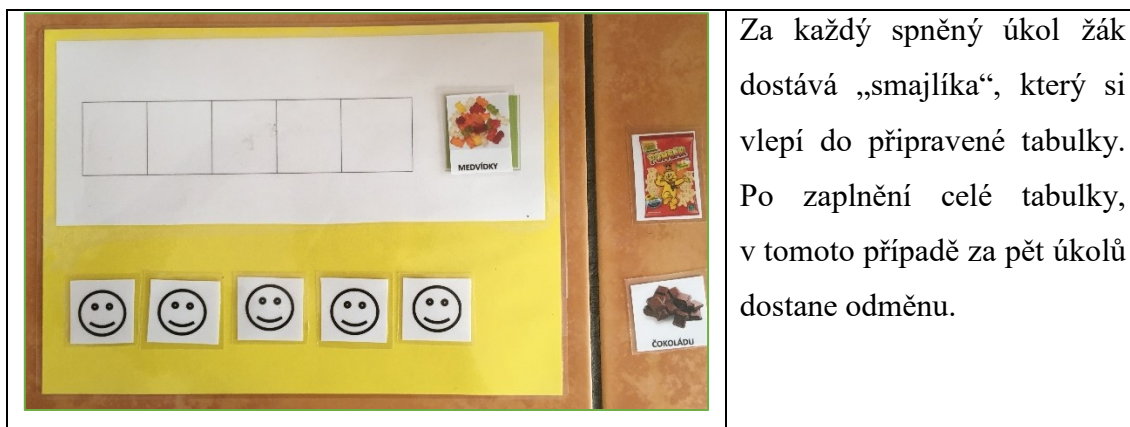 MEDVÍDKY
ČOKOLÁDU
Za každý spněný úkol žák
dostává „smajlíka“, který si
vlepí do připravené tabulky.
Po zaplnění celé tabulky,
v tomoto případě za pět úkolů
dostane odměnu.